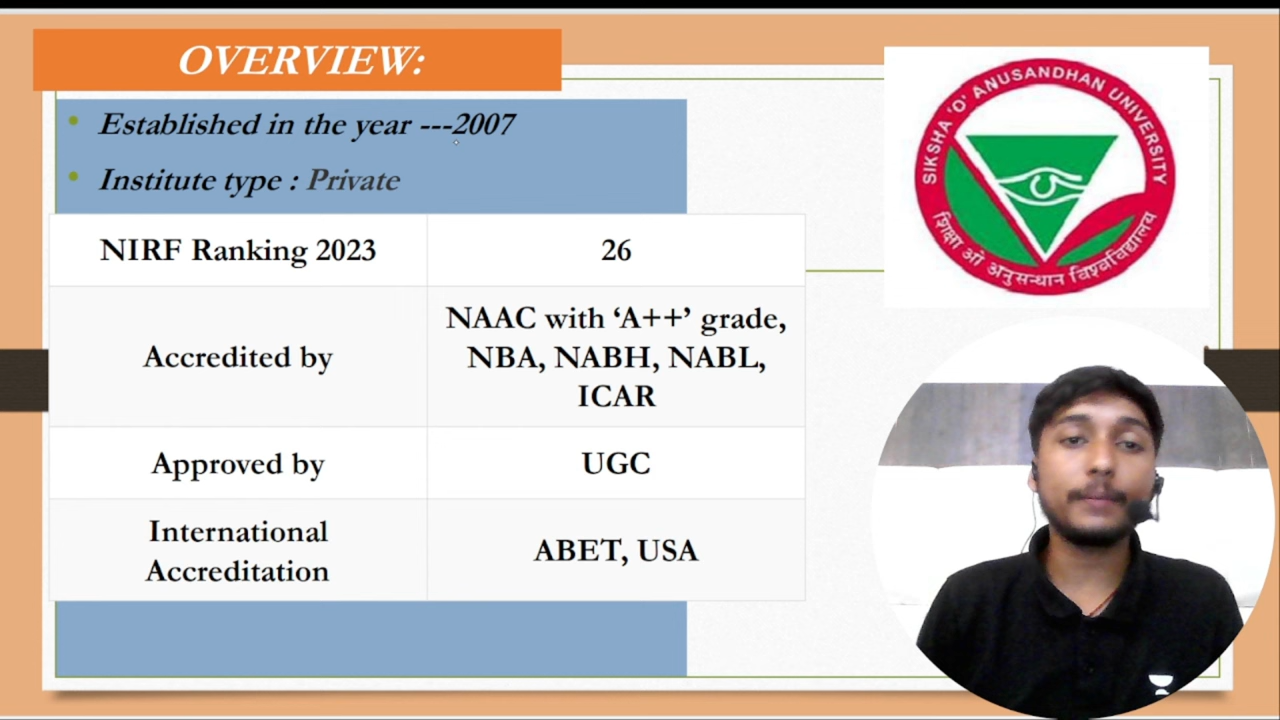 OVERVIEW:
Established in the year ---2007
Institute type : Private
NIRF Ranking 2023
26
Accredited by
NAAC with ‘A++’ grade,
NBA, NABH, NABL,
ICAR
Approved by
UGC
International
Accreditation
ABET, USA
SIKSHA 'O' ANUSANDHAN UNIVERSITY
शिक्षा ओ अनुसन्धान विश्वविद्यालय